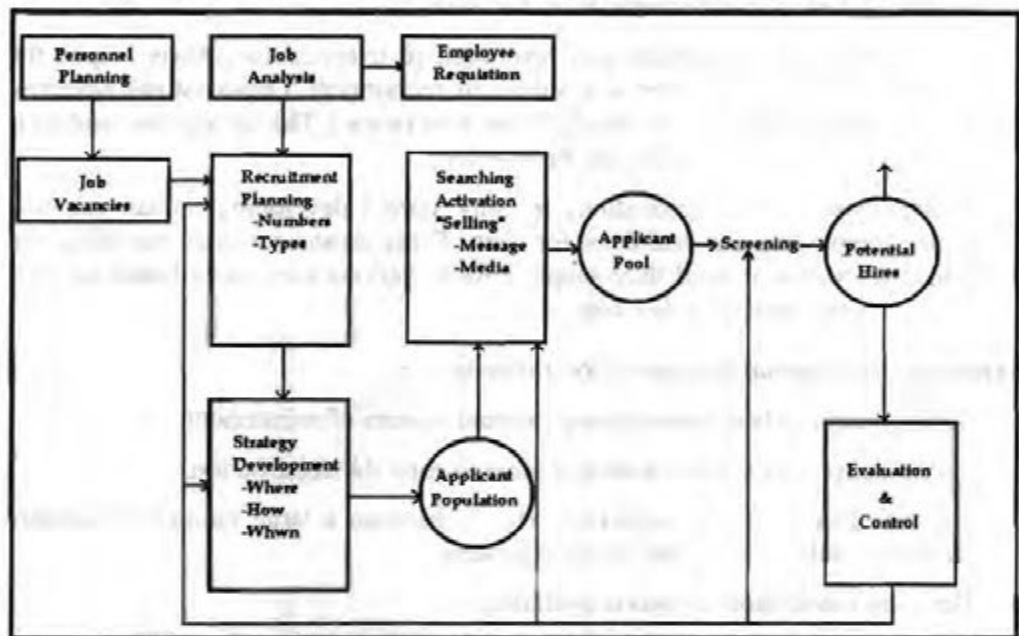 Personnel
Planning
Job
Analysis
Employee
Requistion
Job
Vacancies
Recruitment
Planning
-Numbers
-Types
Searching
Activation
"Selling"
-Message
-Media
Applicant
Pool
Screening
Potential
Hires
Strategy
Development
-Where
-How
-Whwn
Applicant
Population
Evaluation
&
Control